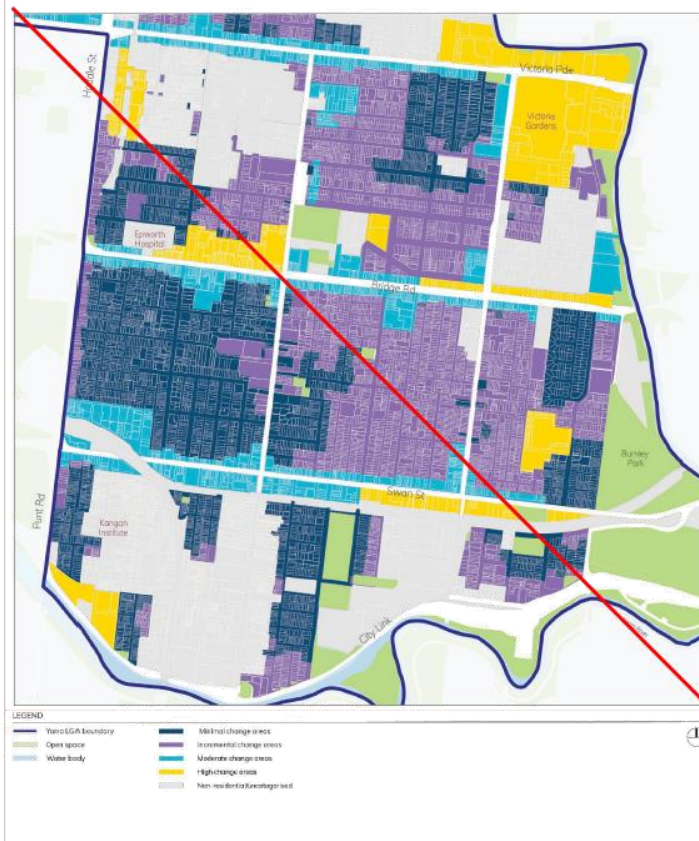 Victoria Pde
Hoddle St
Victoria
Gardens
Epworth
Hospital
Bridge Rd
Burnley
Park
Swan St
Punt Rd
Kangan
Institute
City Link
LEGEND
Yarra LGA boundary
Open space
Water body
Minimal change areas
Incremental change areas
Moderate change areas
High change areas
Non-residential/uncategorised